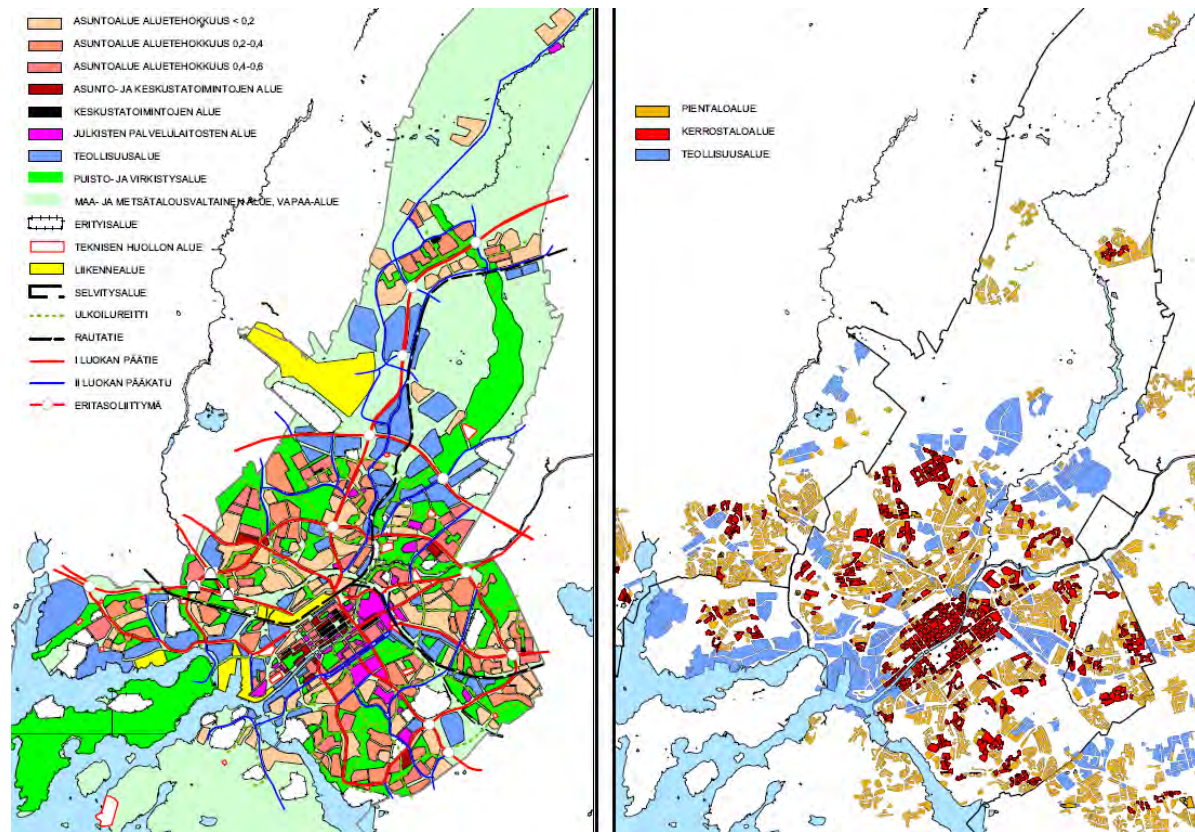 ASUNTOALUE ALUETEHOKKUUS < 0,2
ASUNTOALUE ALUETEHOKKUUS 0,2-0,4
ASUNTOALUE ALUETEHOKKUUS 0,4-0,6
ASUNTO- JA KESKUSTATOIMINTOJEN ALUE
KESKUSTATOIMINTOJEN ALUE
JULKISTEN PALVELULAITOSTEN ALUE
TEOLLISUUSALUE
PUISTO- JA VIRKISTYSALUE
MAA- JA METSÄTALOUSVALTAINEN ALUE, VAPAA-ALUE
ERITYISALUE
TEKNISEN HUOLLON ALUE
LIIKENNEALUE
SELVITYSALUE
ULKOILUREITTI
RAUTATIE
I LUOKAN PÄÄTIE
II LUOKAN PÄÄKATU
ERITASOLIITTYMÄ
PIENTALOALUE
KERROSTALOALUE
TEOLLISUUSALUE